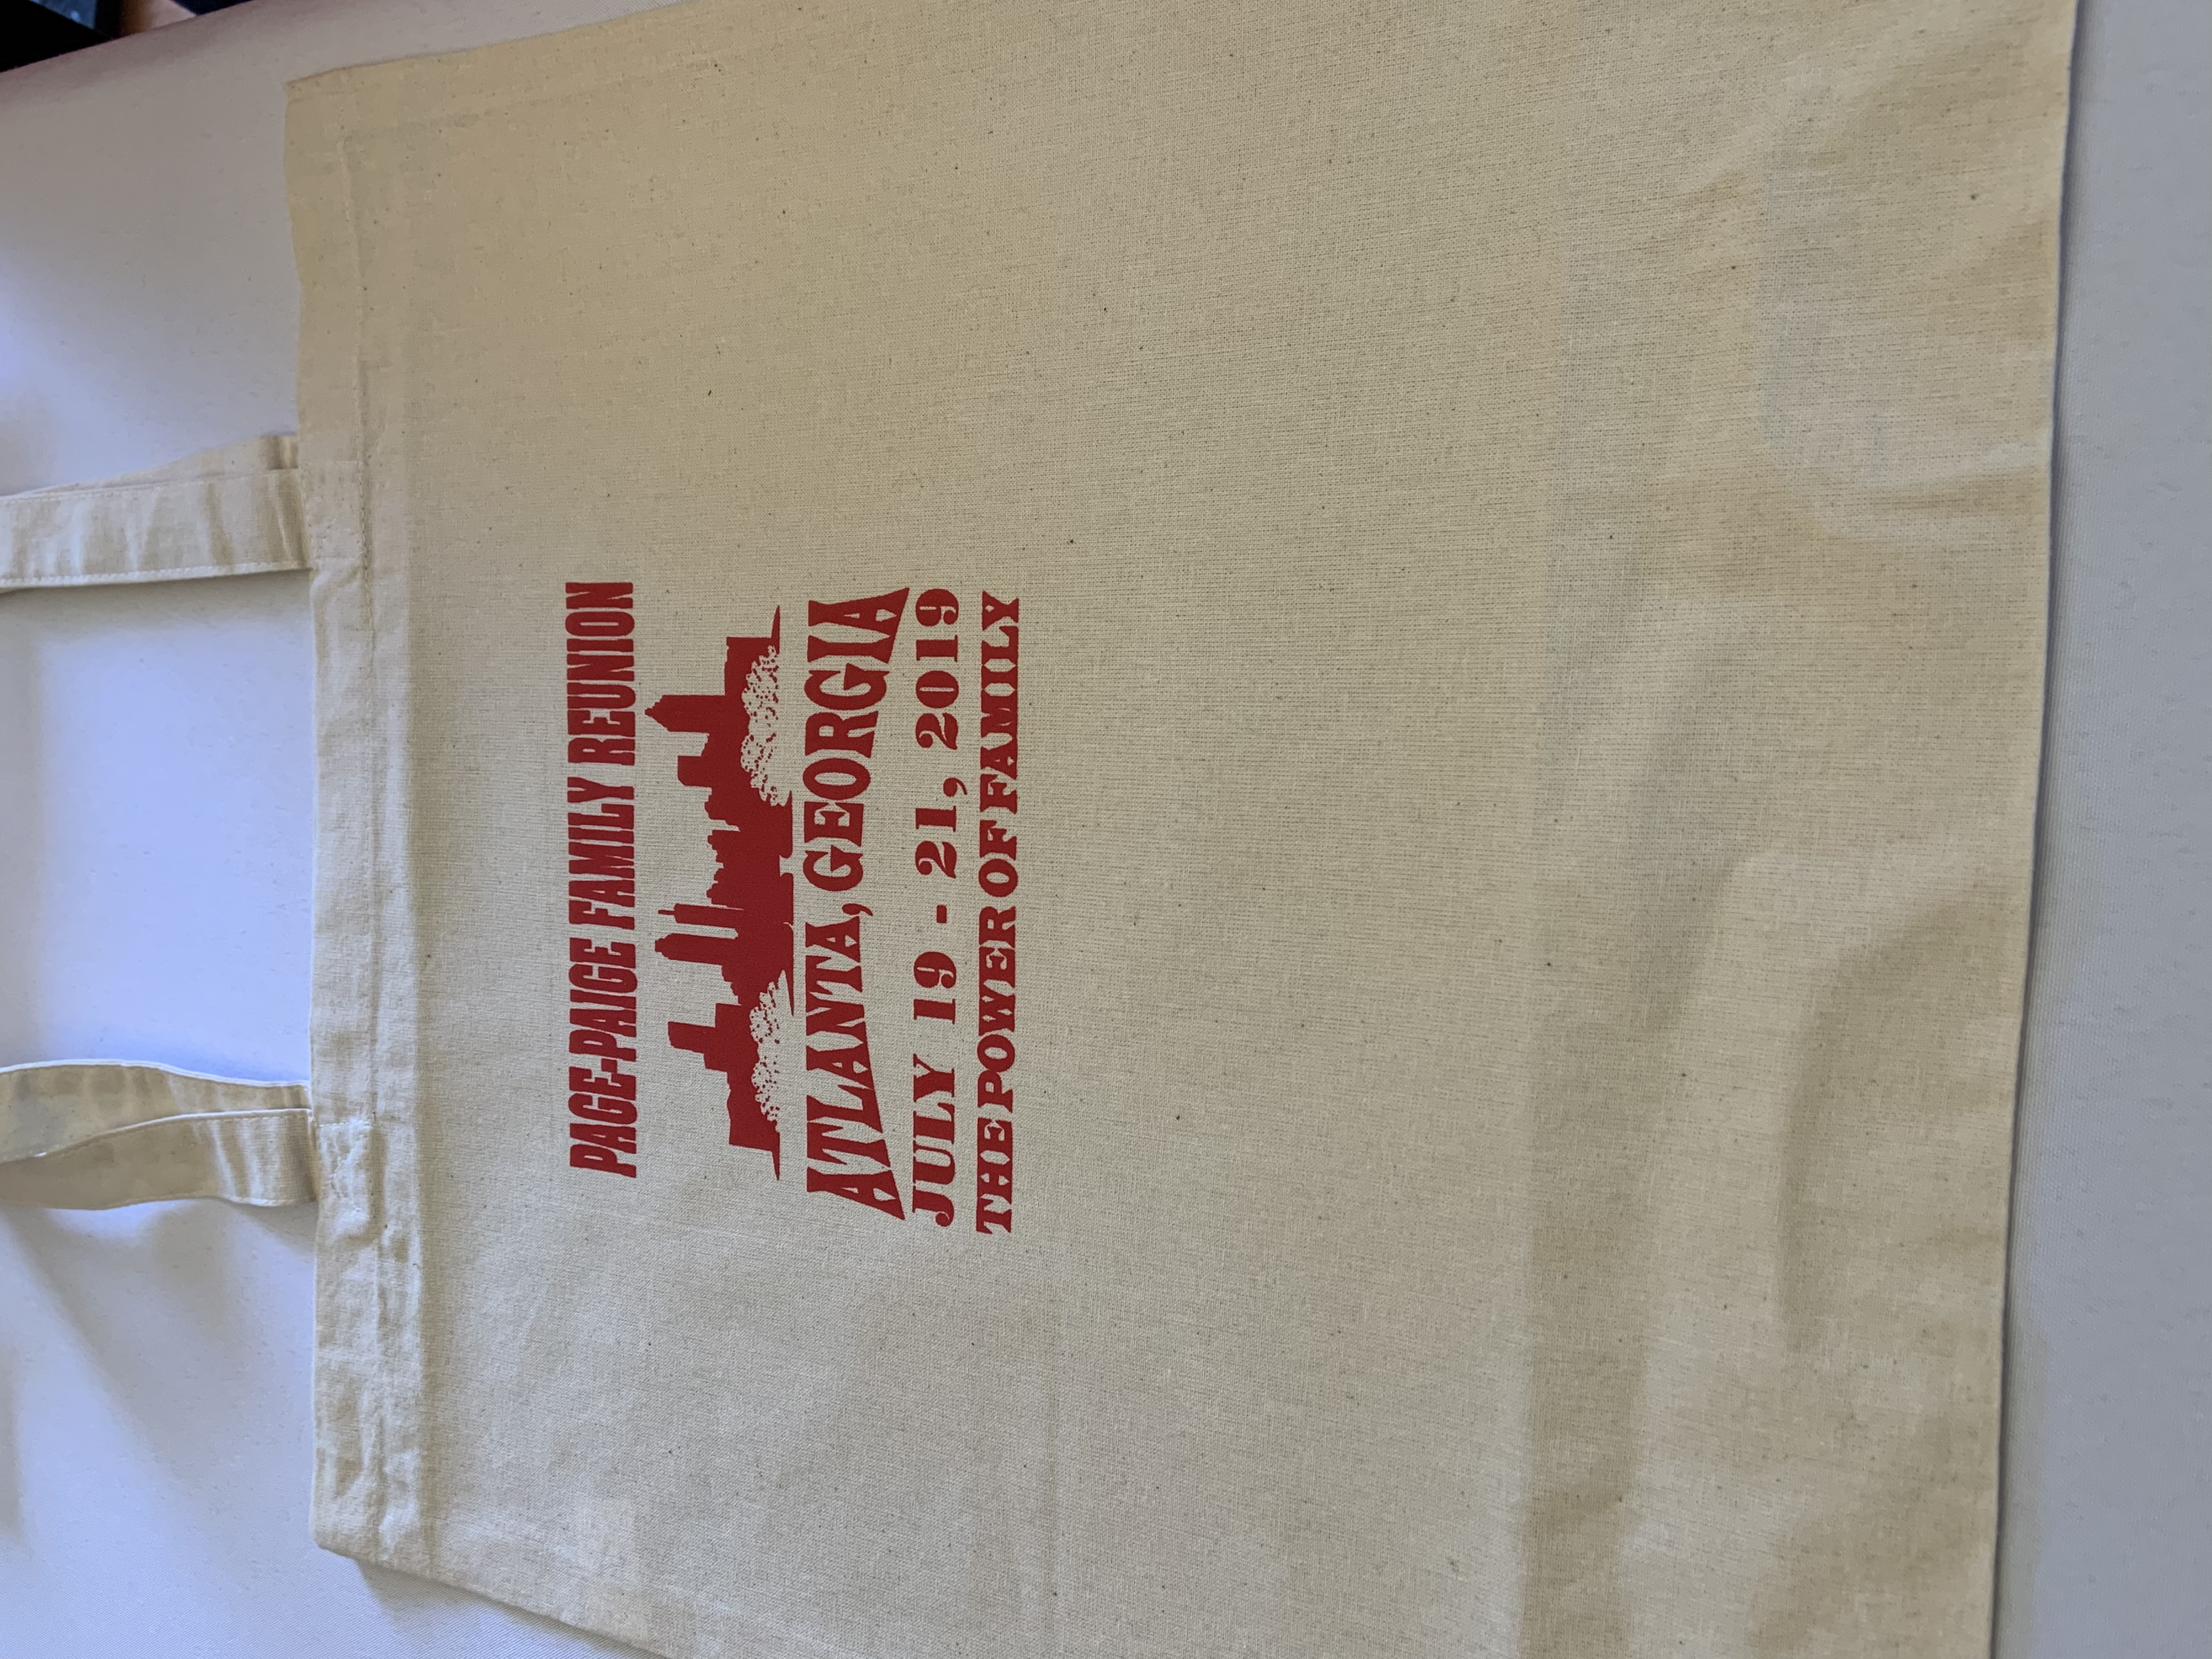 PAGE-PAIGE FAMILY REUNION
ATLANTA, GEORGIA
JULY 19 - 21, 2019
THE POWER OF FAMILY